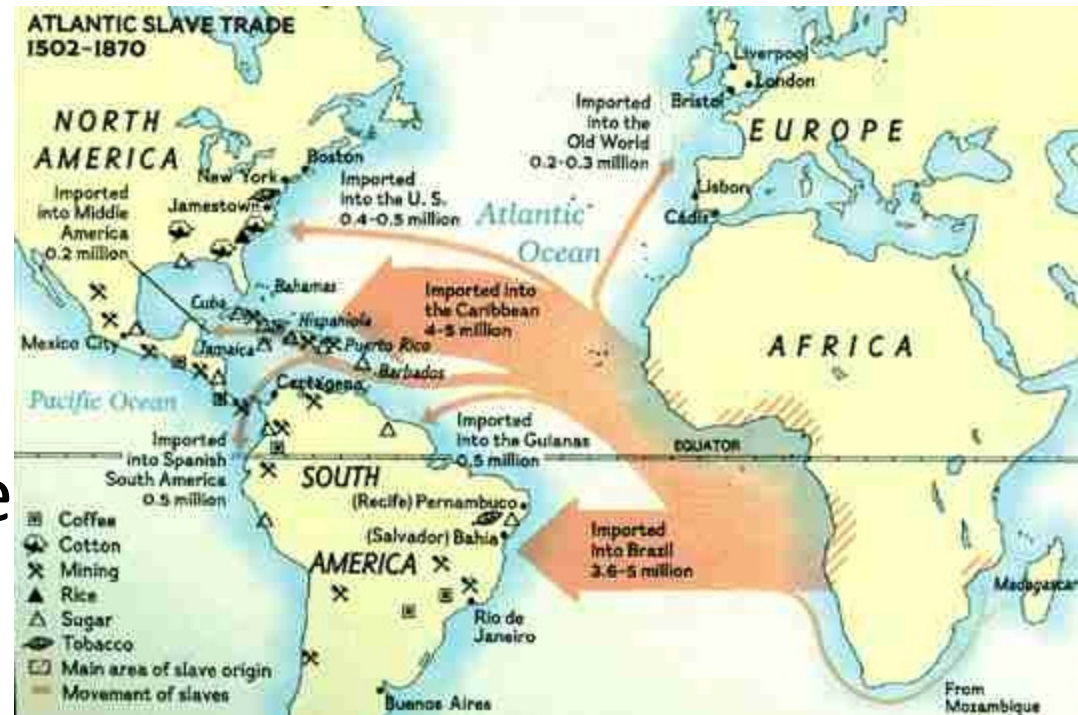 ATLANTIC SLAVE TRADE
1502-1870
NORTH
AMERICA
Boston
New York
Jamestown
Imported
into Middle
America
0.2 million
Imported
into the U. S.
0.4-0.5 million
Atlantic
Ocean
Imported
into the
Old World
0.2-0.3 million
Liverpool
London
Bristol
EUROPE
Lisbon
Cádiz
Bahamas
Cuba
Hispaniola
Jamaica
Puerto Rico
Barbados
Mexico City
Cartagena
Pacific Ocean
Imported into
the Caribbean
4-5 million
AFRICA
EQUATOR
Imported
into the Guianas
0.5 million
Imported
into Spanish
South America
0.5 million
SOUTH
AMERICA
(Recife) Pernambuco
(Salvador) Bahia
Imported
into Brazil
3.6-5 million
Rio de
Janeiro
Buenos Aires
Madagascar
From
Mozambique
e
Coffee
Cotton
Mining
Rice
Sugar
Tobacco
Main area of slave origin
Movement of slaves